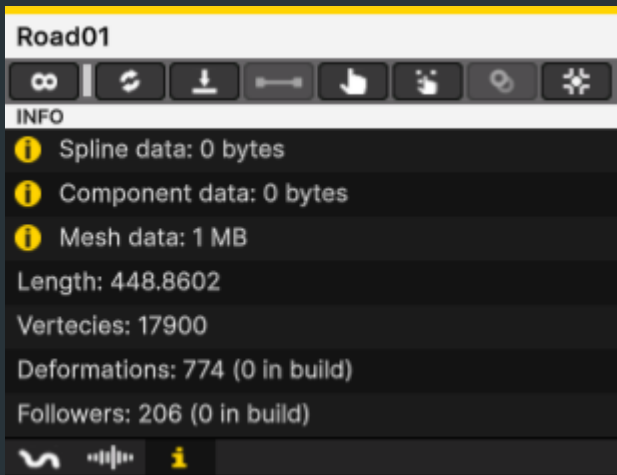 Road01
INFO
Spline data: 0 bytes
Component data: 0 bytes
Mesh data: 1 MB
Length: 448.8602
Vertecies: 17900
Deformations: 774 (0 in build)
Followers: 206 (0 in build)